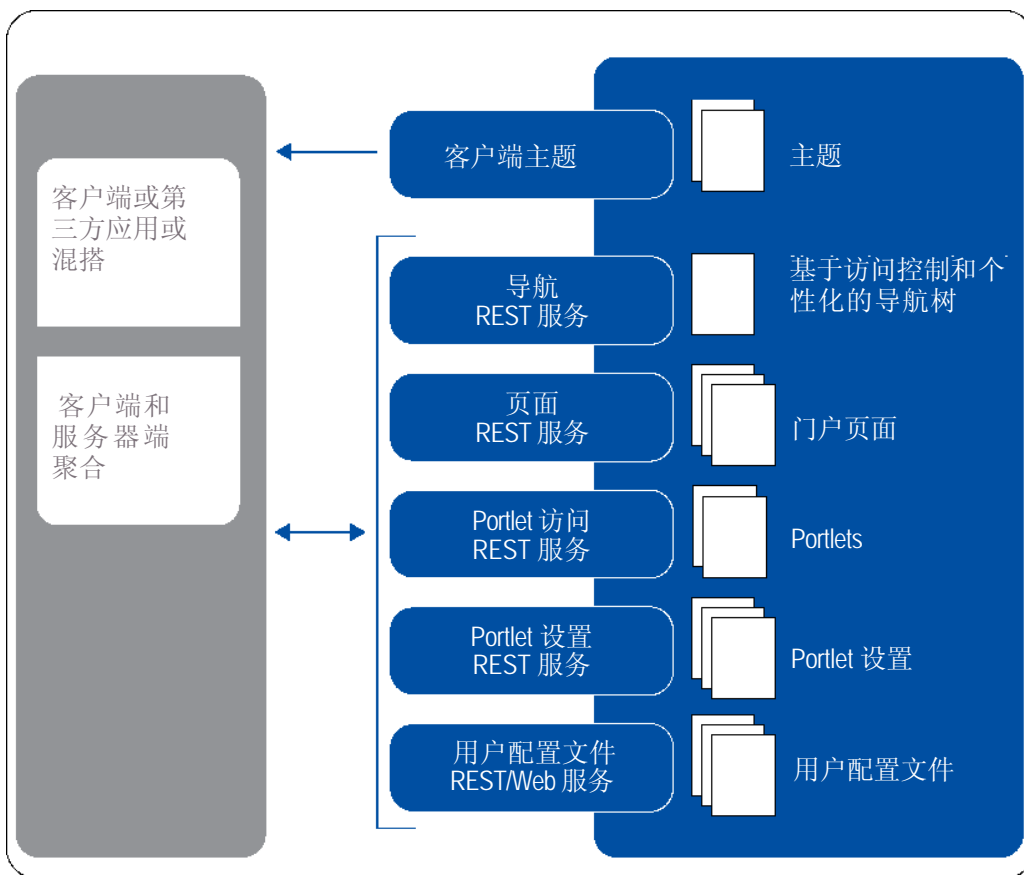 客户端或第
三方应用或
混搭
客户端和
服务器端
聚合
客户端主题
主题
导航
REST 服务
基于访问控制和个
性化的导航树
页面
REST 服务
门户页面
Portlet 访问
REST 服务
Portlets
Portlet 设置
REST 服务
Portlet 设置
用户配置文件
REST/Web 服务
用户配置文件